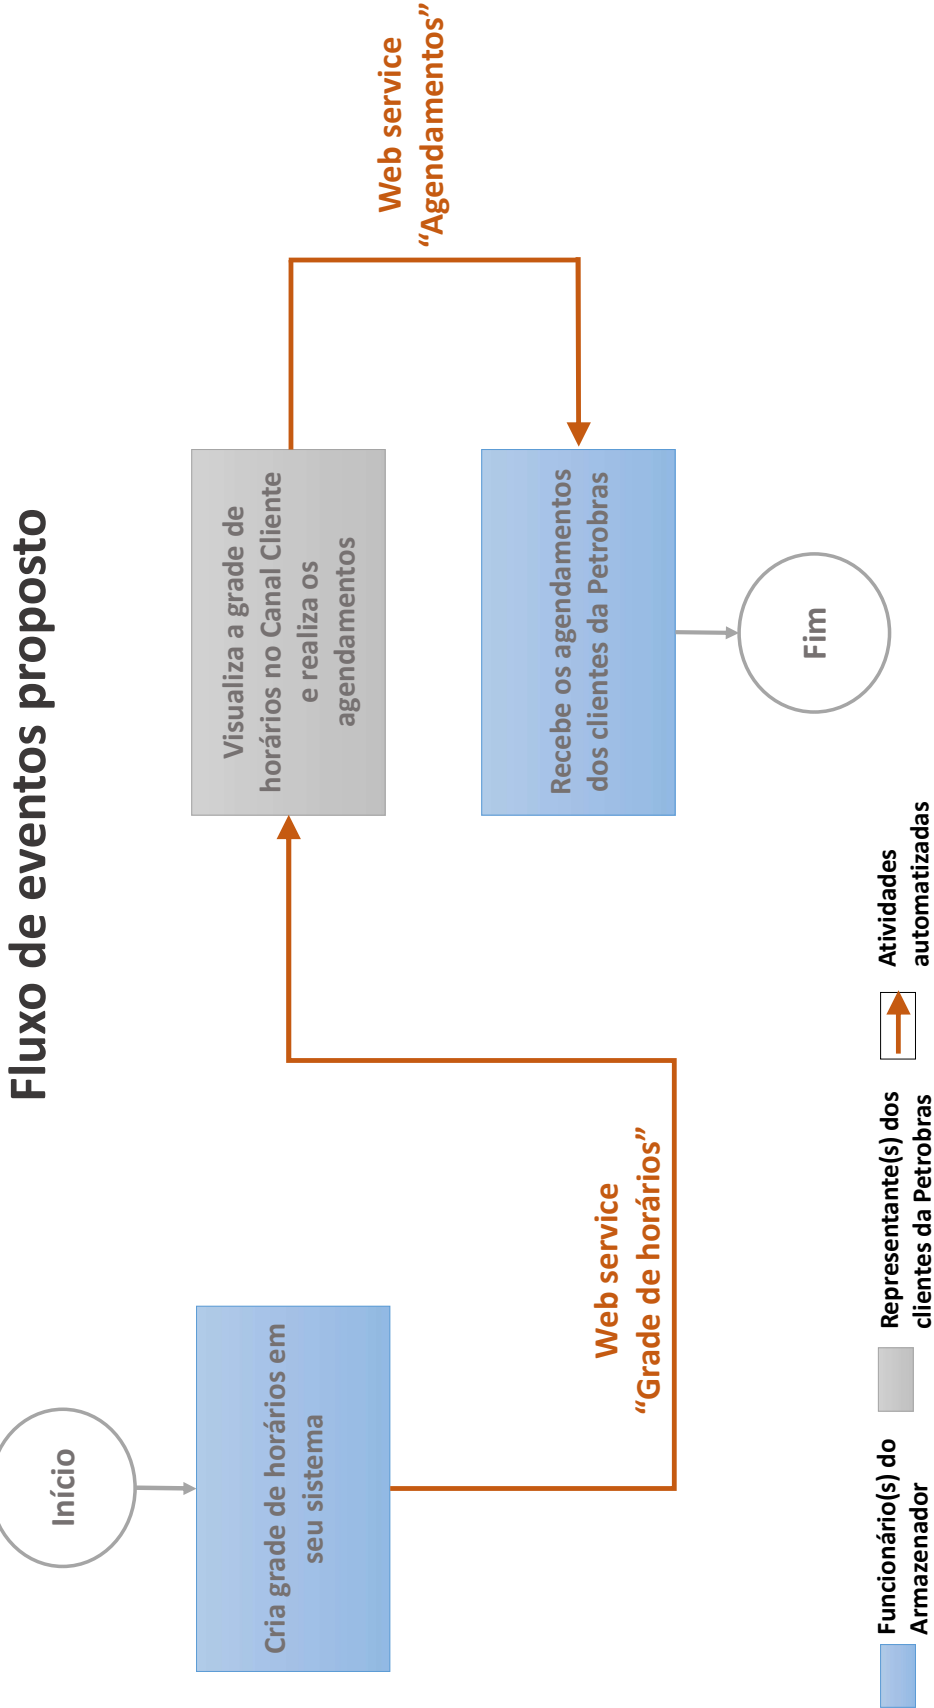 Fluxo de eventos proposto
Início
Cria grade de horários em
seu sistema
Web service
“Grade de horários”
Visualiza a grade de
horários no Canal Cliente
e realiza os
agendamentos
Web service
“Agendamentos”
Recebe os agendamentos
dos clientes da Petrobras
Fim
Funcionário(s) do
Armazenador
Representante(s) dos
clientes da Petrobras
Atividades
automatizadas